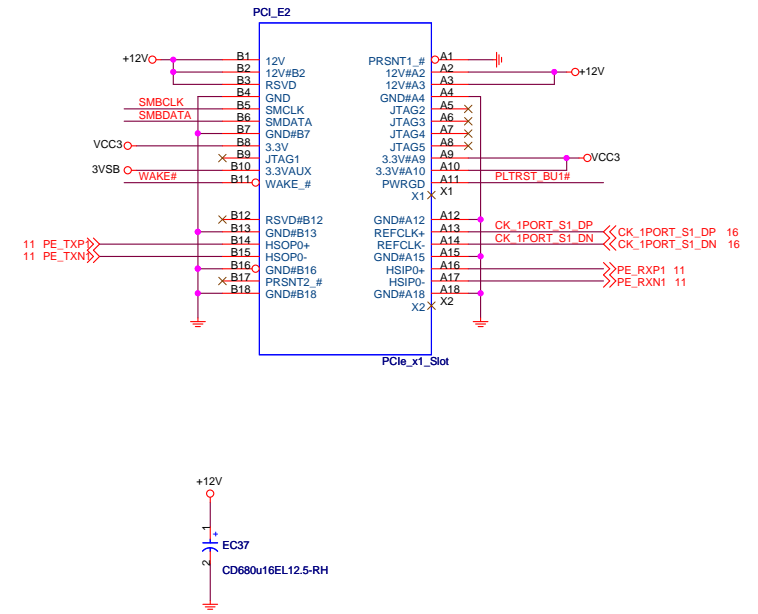 PCI_E2
+12V B1 12V PRSNT1_# A1
B2 12V#B2 12V#A2 A2 +12V
B3 RSVD 12V#A3 A3
B4 GND GND#A4 A4
SMBCLK B5 SMCLK JTAG2 A5
SMBDATA B6 SMDATA JTAG3 A6
B7 GND#B7 JTAG4 A7
VCC3 B8 3.3V JTAG5 A8
B9 JTAG1 3.3V#A9 A9 VCC3
3VSB B10 3.3VAUX 3.3V#A10 A10
WAKE# B11 WAKE_# PWRGD A11 PLTRST_BU1#
X1 X1
B12 RSVD#B12 GND#A12 A12
B13 GND#B13 REFCLK+ A13 CK_1PORT_S1_DP CK_1PORT_S1_DP 16
11 PE_TXP1 B14 HSOP0+ REFCLK- A14 CK_1PORT_S1_DN CK_1PORT_S1_DN 16
11 PE_TXN1 B15 HSOP0- GND#A15 A15
B16 GND#B16 HSIP0+ A16 PE_RXP1 11
B17 PRSNT2_# HSIP0- A17 PE_RXN1 11
B18 GND#B18 GND#A18 A18
X2 X2
PCIe_x1_Slot
+12V
1
+
EC37
2
CD680u16EL12.5-RH